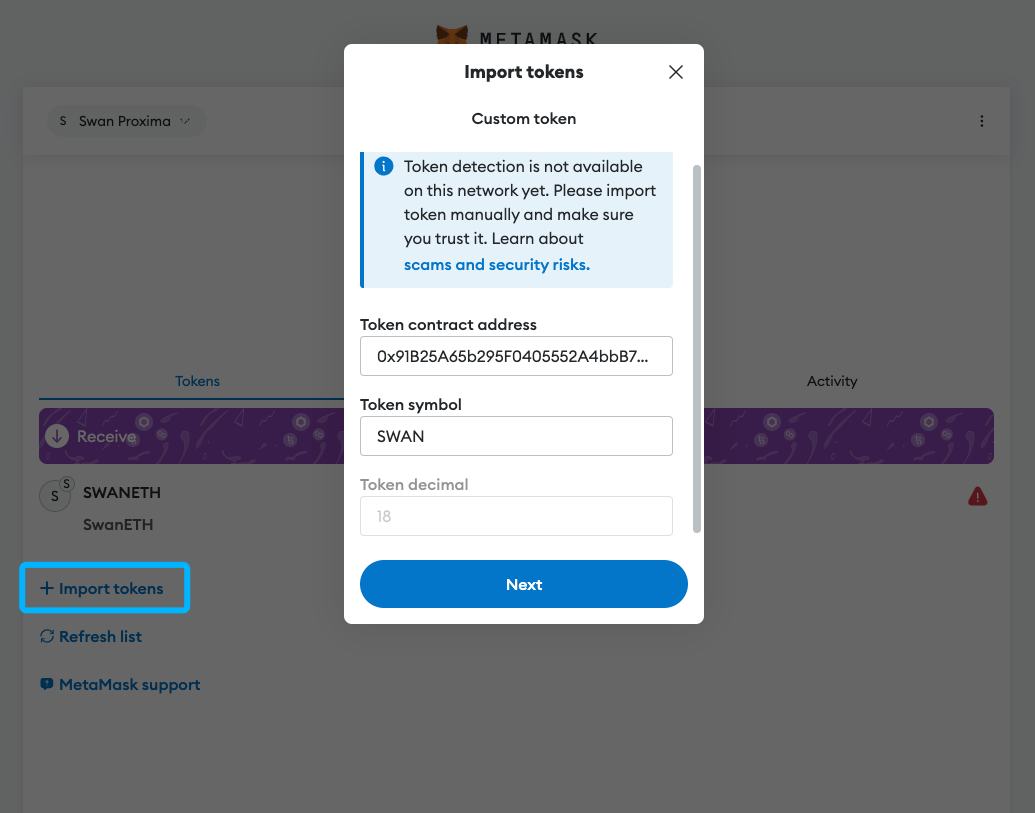 METAMASK
Import tokens
S Swan Proxima
Custom token
Token detection is not available
on this network yet. Please import
token manually and make sure
you trust it. Learn about
scams and security risks.
Token contract address
0x91B25A65b295F0405552A4bbB7...
Tokens
Activity
Token symbol
SWAN
Receive
Token decimal
18
S S SWANETH
SwanETH
Import tokens
Next
Refresh list
MetaMask support